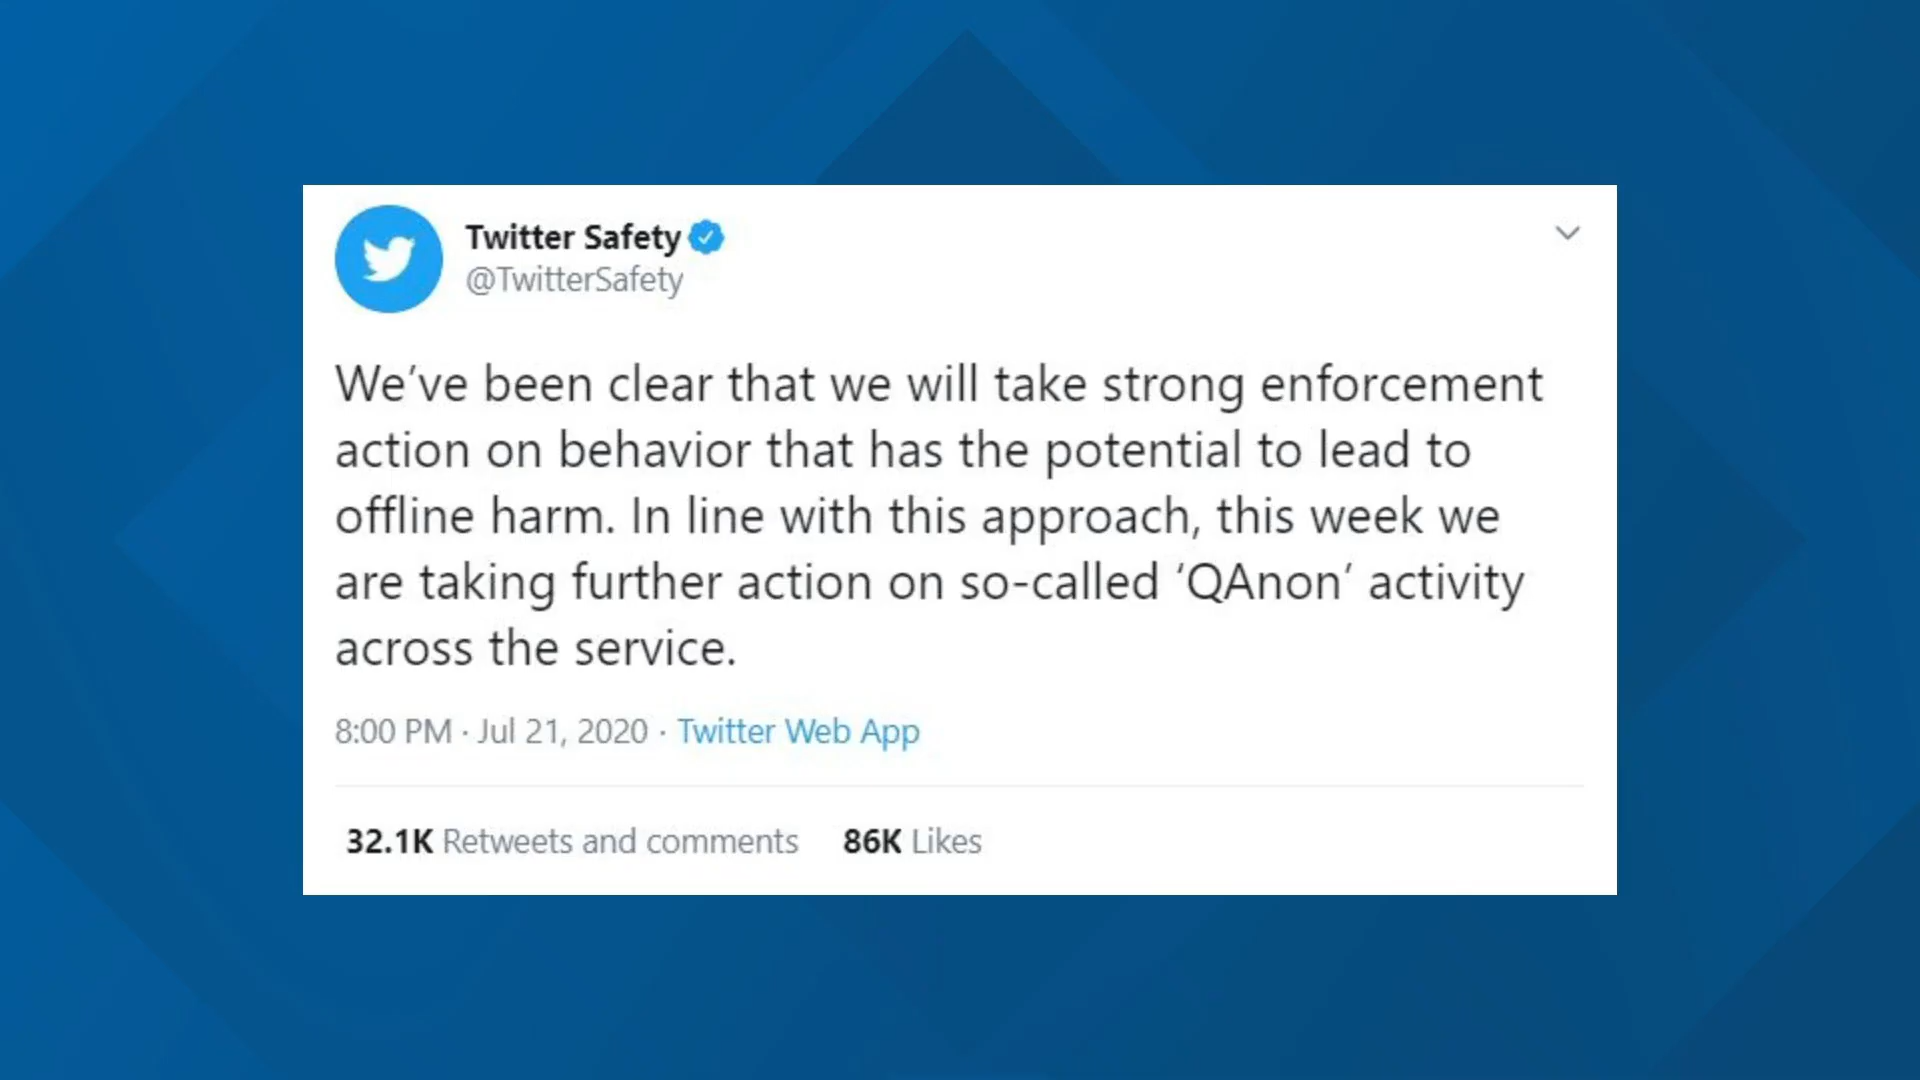 Twitter Safety
@TwitterSafety
We’ve been clear that we will take strong enforcement
action on behavior that has the potential to lead to
offline harm. In line with this approach, this week we
are taking further action on so-called ‘QAnon’ activity
across the service.
8:00 PM · Jul 21, 2020 · Twitter Web App
32.1K Retweets and comments 86K Likes